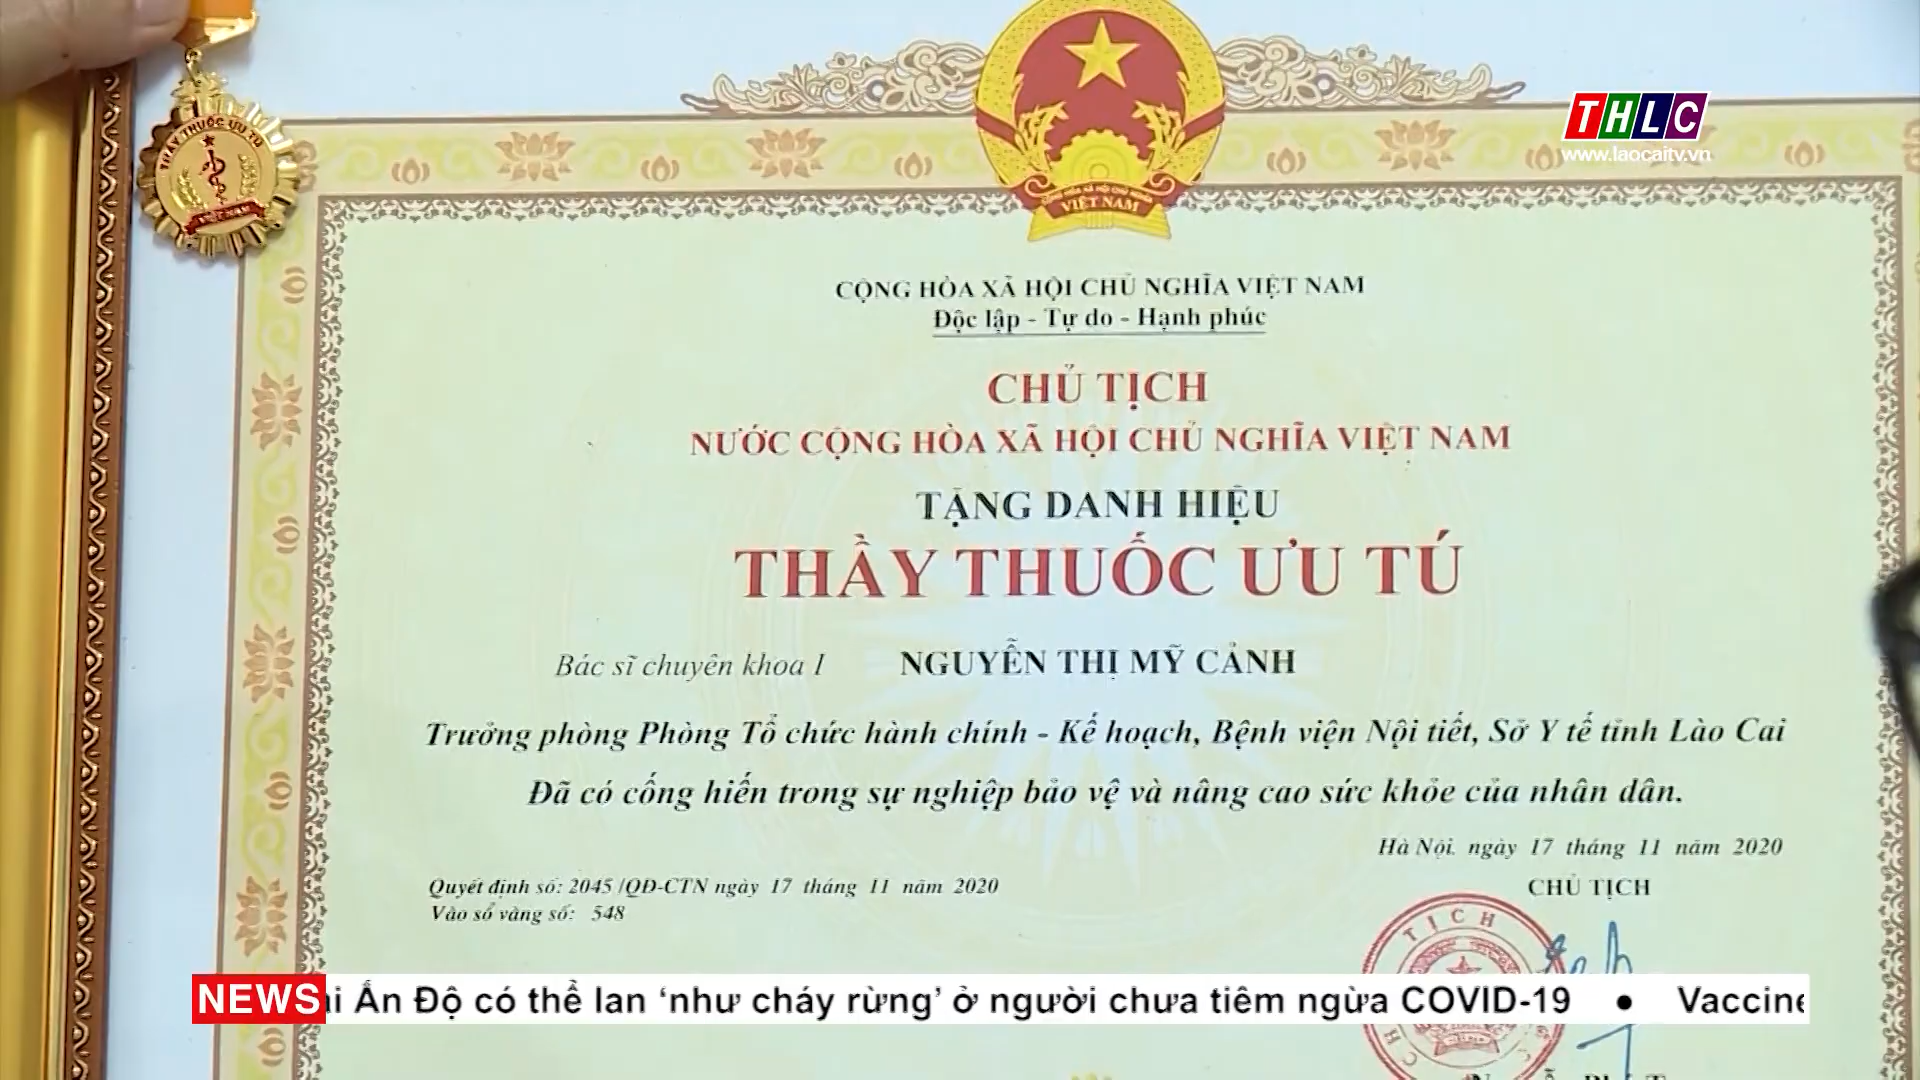 THLC
www.laocaitv.vn
THẦY THUỐC ƯU TÚ
VIỆT NAM
VIỆT NAM
CỘNG HÒA XÃ HỘI CHỦ NGHĨA VIỆT NAM
Độc lập - Tự do - Hạnh phúc
CHỦ TỊCH
NƯỚC CỘNG HÒA XÃ HỘI CHỦ NGHĨA VIỆT NAM
TẶNG DANH HIỆU
THẦY THUỐC ƯU TÚ
Bác sĩ chuyên khoa I NGUYỄN THỊ MỸ CẢNH
Trưởng phòng Phòng Tổ chức hành chính - Kế hoạch, Bệnh viện Nội tiết, Sở Y tế tỉnh Lào Cai
Đã có cống hiến trong sự nghiệp bảo vệ và nâng cao sức khỏe của nhân dân.
Hà Nội, ngày 17 tháng 11 năm 2020
Quyết định số: 2045 /QĐ-CTN ngày 17 tháng 11 năm 2020
CHỦ TỊCH
Vào sổ vàng số: 548
TỊCH
NEWS Ấn Độ có thể lan ‘như cháy rừng’ ở người chưa tiêm ngừa COVID-19 • Vaccine